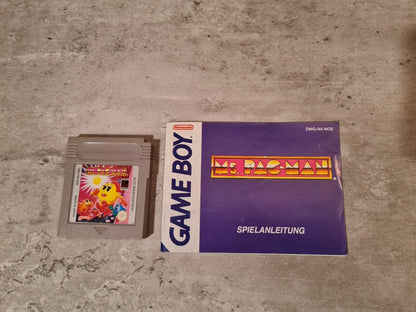 Nintendo
GAME BOY
DMG-N4-NOE
Ms. PAC-MAN
SPIELANLEITUNG